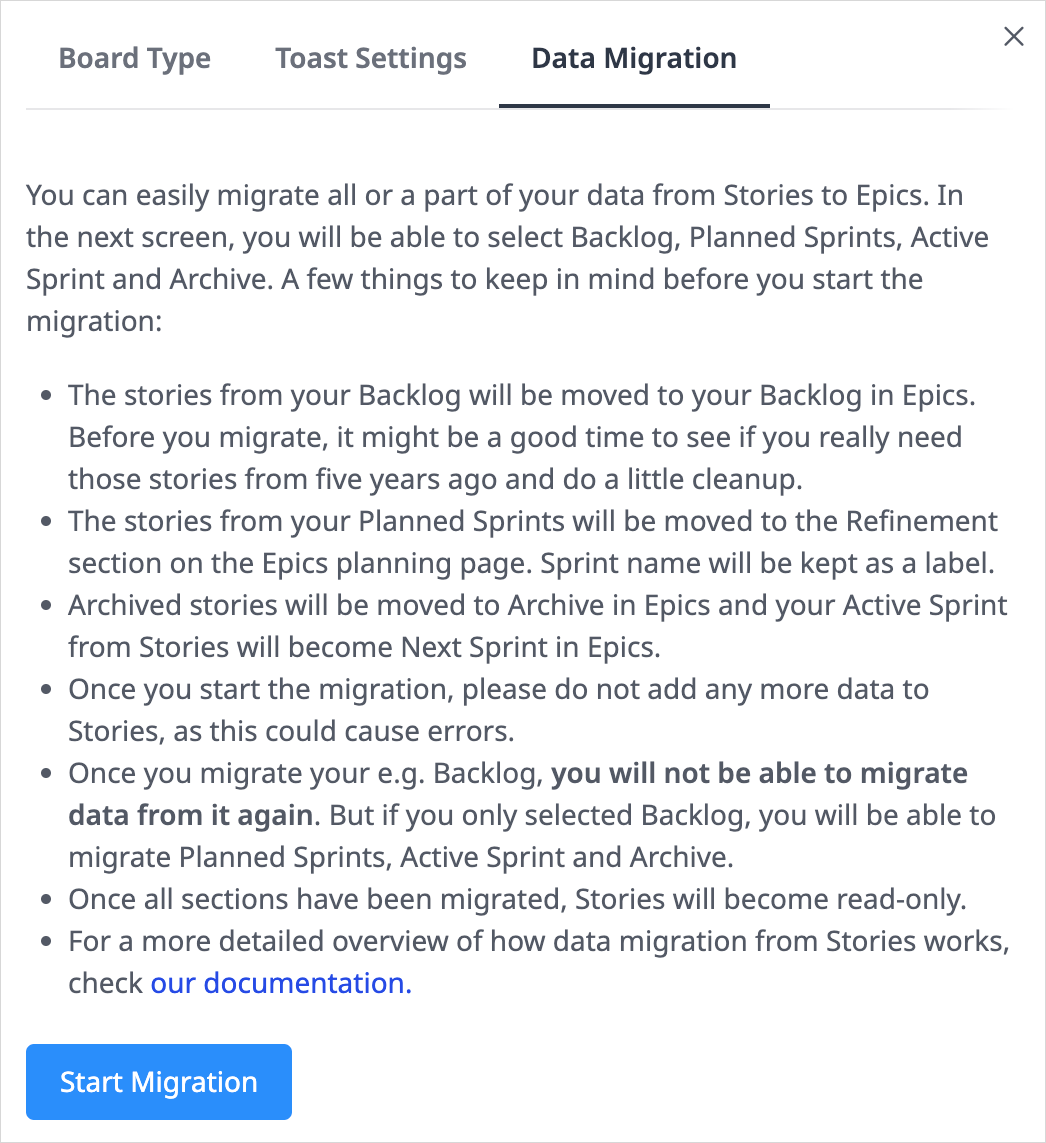 Board Type Toast Settings Data Migration
You can easily migrate all or a part of your data from Stories to Epics. In
the next screen, you will be able to select Backlog, Planned Sprints, Active
Sprint and Archive. A few things to keep in mind before you start the
migration:
• The stories from your Backlog will be moved to your Backlog in Epics.
Before you migrate, it might be a good time to see if you really need
those stories from five years ago and do a little cleanup.
• The stories from your Planned Sprints will be moved to the Refinement
section on the Epics planning page. Sprint name will be kept as a label.
• Archived stories will be moved to Archive in Epics and your Active Sprint
from Stories will become Next Sprint in Epics.
• Once you start the migration, please do not add any more data to
Stories, as this could cause errors.
• Once you migrate your e.g. Backlog, you will not be able to migrate
data from it again. But if you only selected Backlog, you will be able to
migrate Planned Sprints, Active Sprint and Archive.
• Once all sections have been migrated, Stories will become read-only.
• For a more detailed overview of how data migration from Stories works,
check our documentation.
Start Migration